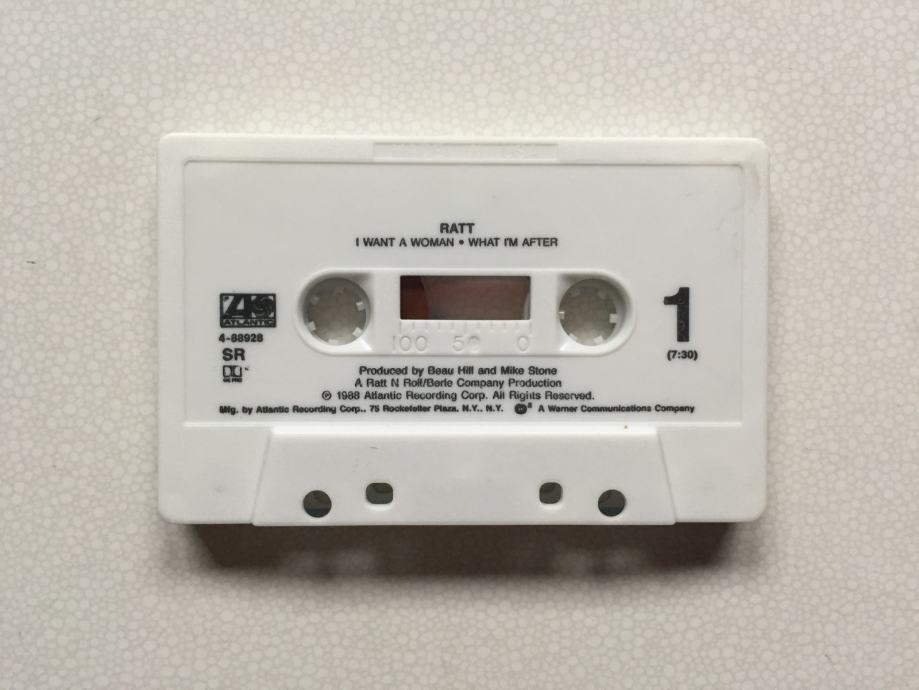 RATT
I WANT A WOMAN • WHAT I'M AFTER
ATLANTIC
4-88928
SR
1
(7:30)
100 50 0
Produced by Beau Hill and Mike Stone
A Ratt N Roll/Berle Company Production
℗ 1988 Atlantic Recording Corp. All Rights Reserved.
Mfg. by Atlantic Recording Corp., 75 Rockefeller Plaza, N.Y., N.Y. ® A Warner Communications Company